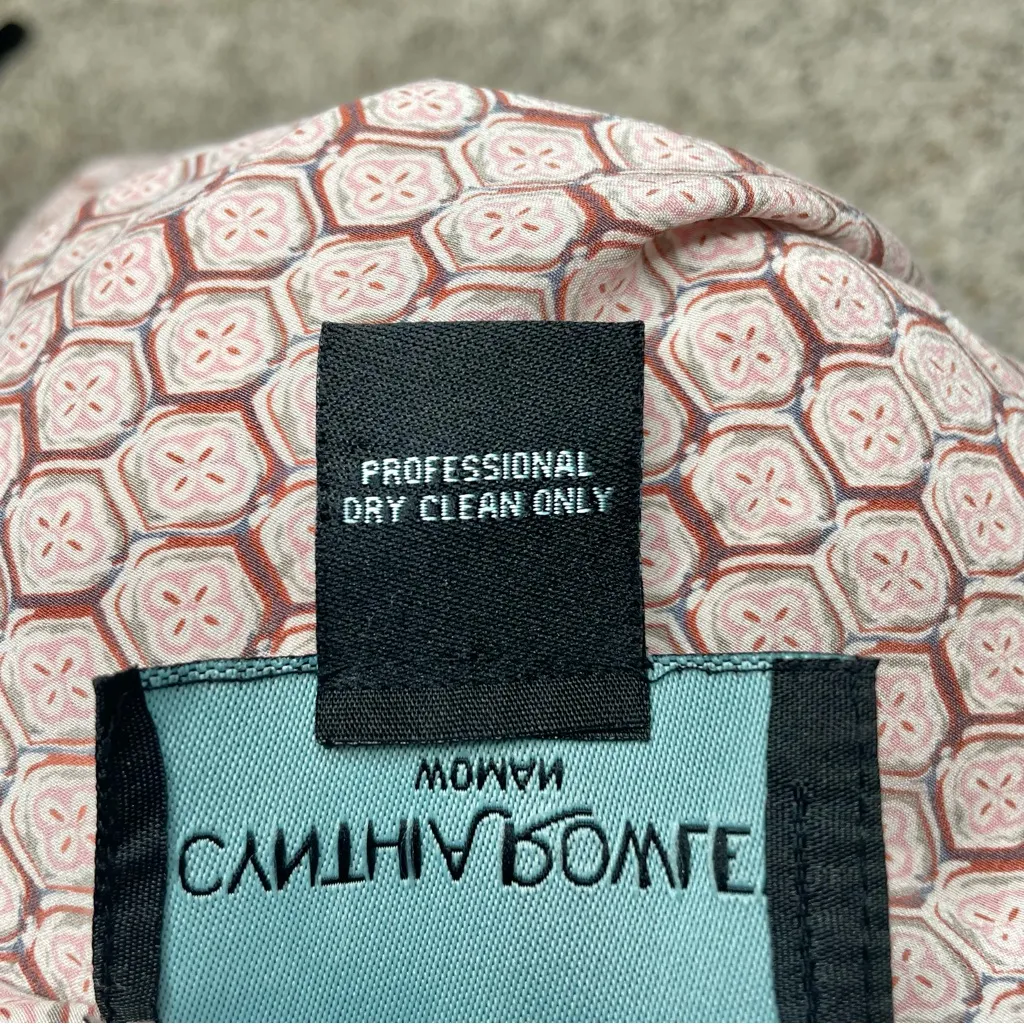 PROFESSIONAL
DRY CLEAN ONLY
WOMAN
CYNTHIA ROWLE